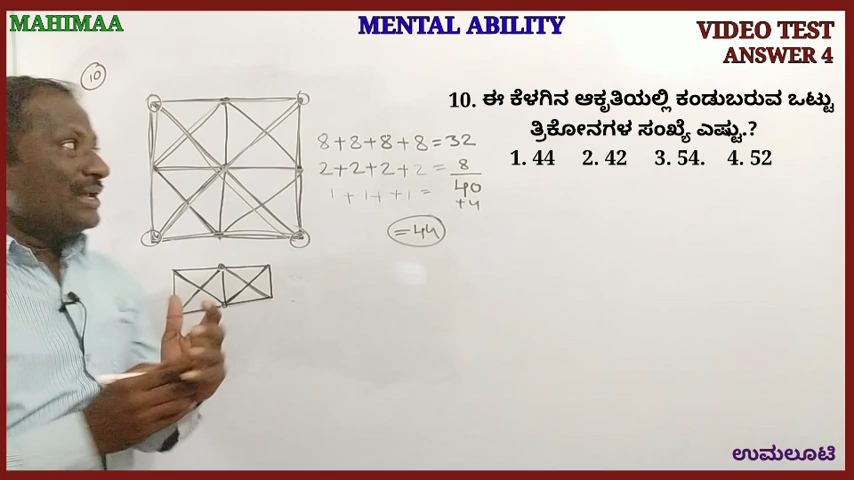 MAHIMAA
MENTAL ABILITY
VIDEO TEST
ANSWER 4
10
10. ಈ ಕೆಳಗಿನ ಆಕೃತಿಯಲ್ಲಿ ಕಂಡುಬರುವ ಒಟ್ಟು
ತ್ರಿಕೋನಗಳ ಸಂಖ್ಯೆ ಎಷ್ಟು.?
1. 44 2. 42 3. 54. 4. 52
8+8+8+8=32
2+2+2+2= 8
1+1+1+1= 40
+4
=44
ಉಮಲೂಟಿ